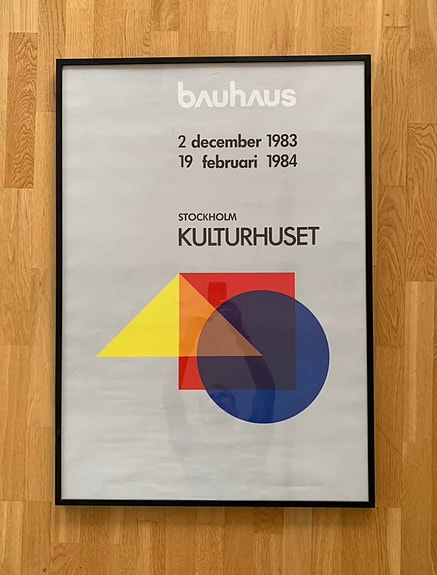 bauhaus
2 december 1983
19 februari 1984
STOCKHOLM
KULTURHUSET